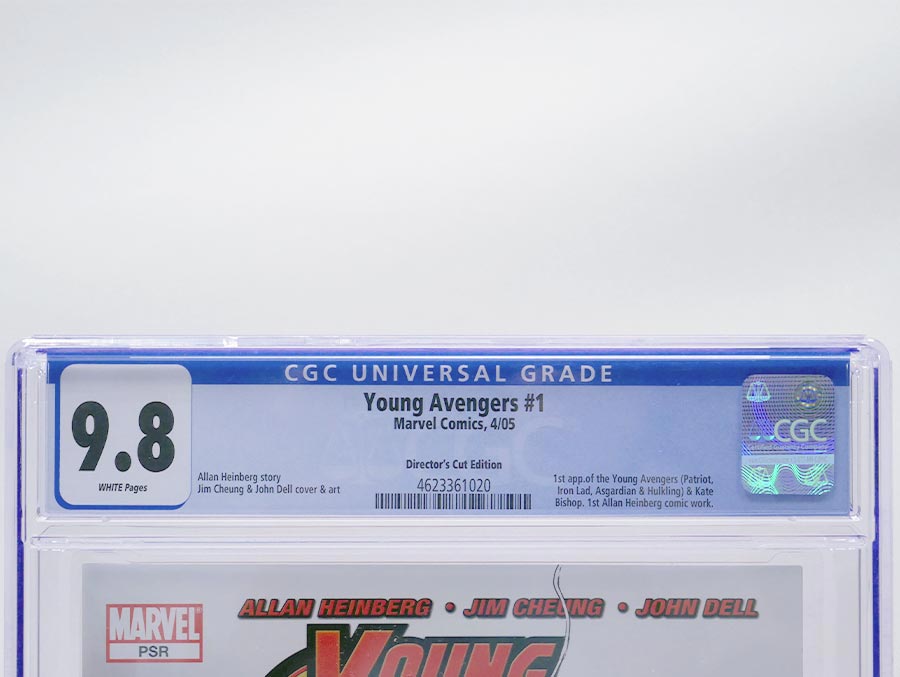 CGC UNIVERSAL GRADE
9.8
WHITE Pages
Young Avengers #1
Marvel Comics, 4/05
Director's Cut Edition
4623361020
Allan Heinberg story
Jim Cheung & John Dell cover & art
1st app.of the Young Avengers (Patriot,
Iron Lad, Asgardian & Hulkling) & Kate
Bishop. 1st Allan Heinberg comic work.
CGC
ALLAN HEINBERG • JIM CHEUNG • JOHN DELL
MARVEL
PSR
YOUNG